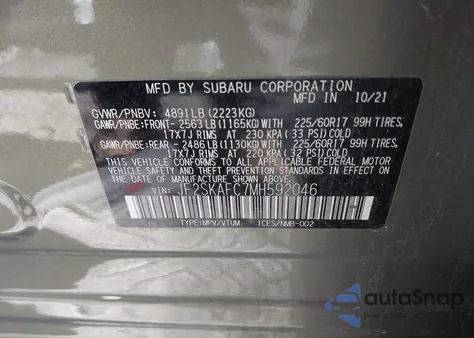 MFD BY SUBARU CORPORATION 10/21
GVWR/PNBV: 4891LB(2223KG)
GAWR/PNBE:FRONT- 2563LB(1165KG) WITH 225/60R17 99H TIRES,
17X7J RIMS AT 230 KPA(33 PSI)COLD
GAWR/PNBE:REAR -2486LB(1130KG)WITH 225/60R17 99H TIRES,
17X7J RIMS AT 220 KPA(32 PSI)COLD
THIS VEHICLE CONFORMS TO ALL APPLICABLE
FEDERAL MOTOR VEHICLE SAFETY AND THEFT PREVENTION
STANDARDS IN EFFECT ON THE DATE OF MANUFACTURE
SHOWN ABOVE.
VIN: JF2SKAFC7MH592046
TYPE:MPV/VTUM ICES/NMB-002
autaSnap